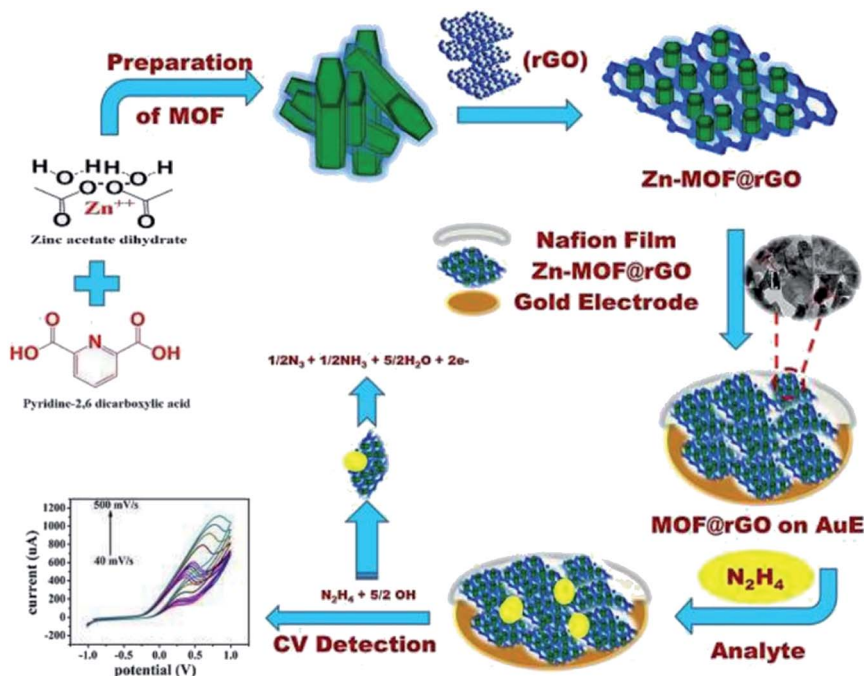 Preparation
of MOF
(rGO)
Zn-MOF@rGO
H O H H O H
O O
Zn++
O O
Zinc acetate dihydrate
Nafion Film
Zn-MOF@rGO
Gold Electrode
O O
HO N OH
Pyridine-2,6 dicarboxylic acid
1/2N3 + 1/2NH3 + 5/2H2O + 2e-
MOF@rGO on AuE
N2H4
Analyte
N2H4 + 5/2 OH
CV Detection
500 mV/s
40 mV/s
current (uA)
1200
1000
800
600
400
200
0
-200
-1.0 -0.5 0.0 0.5 1.0
potential (V)